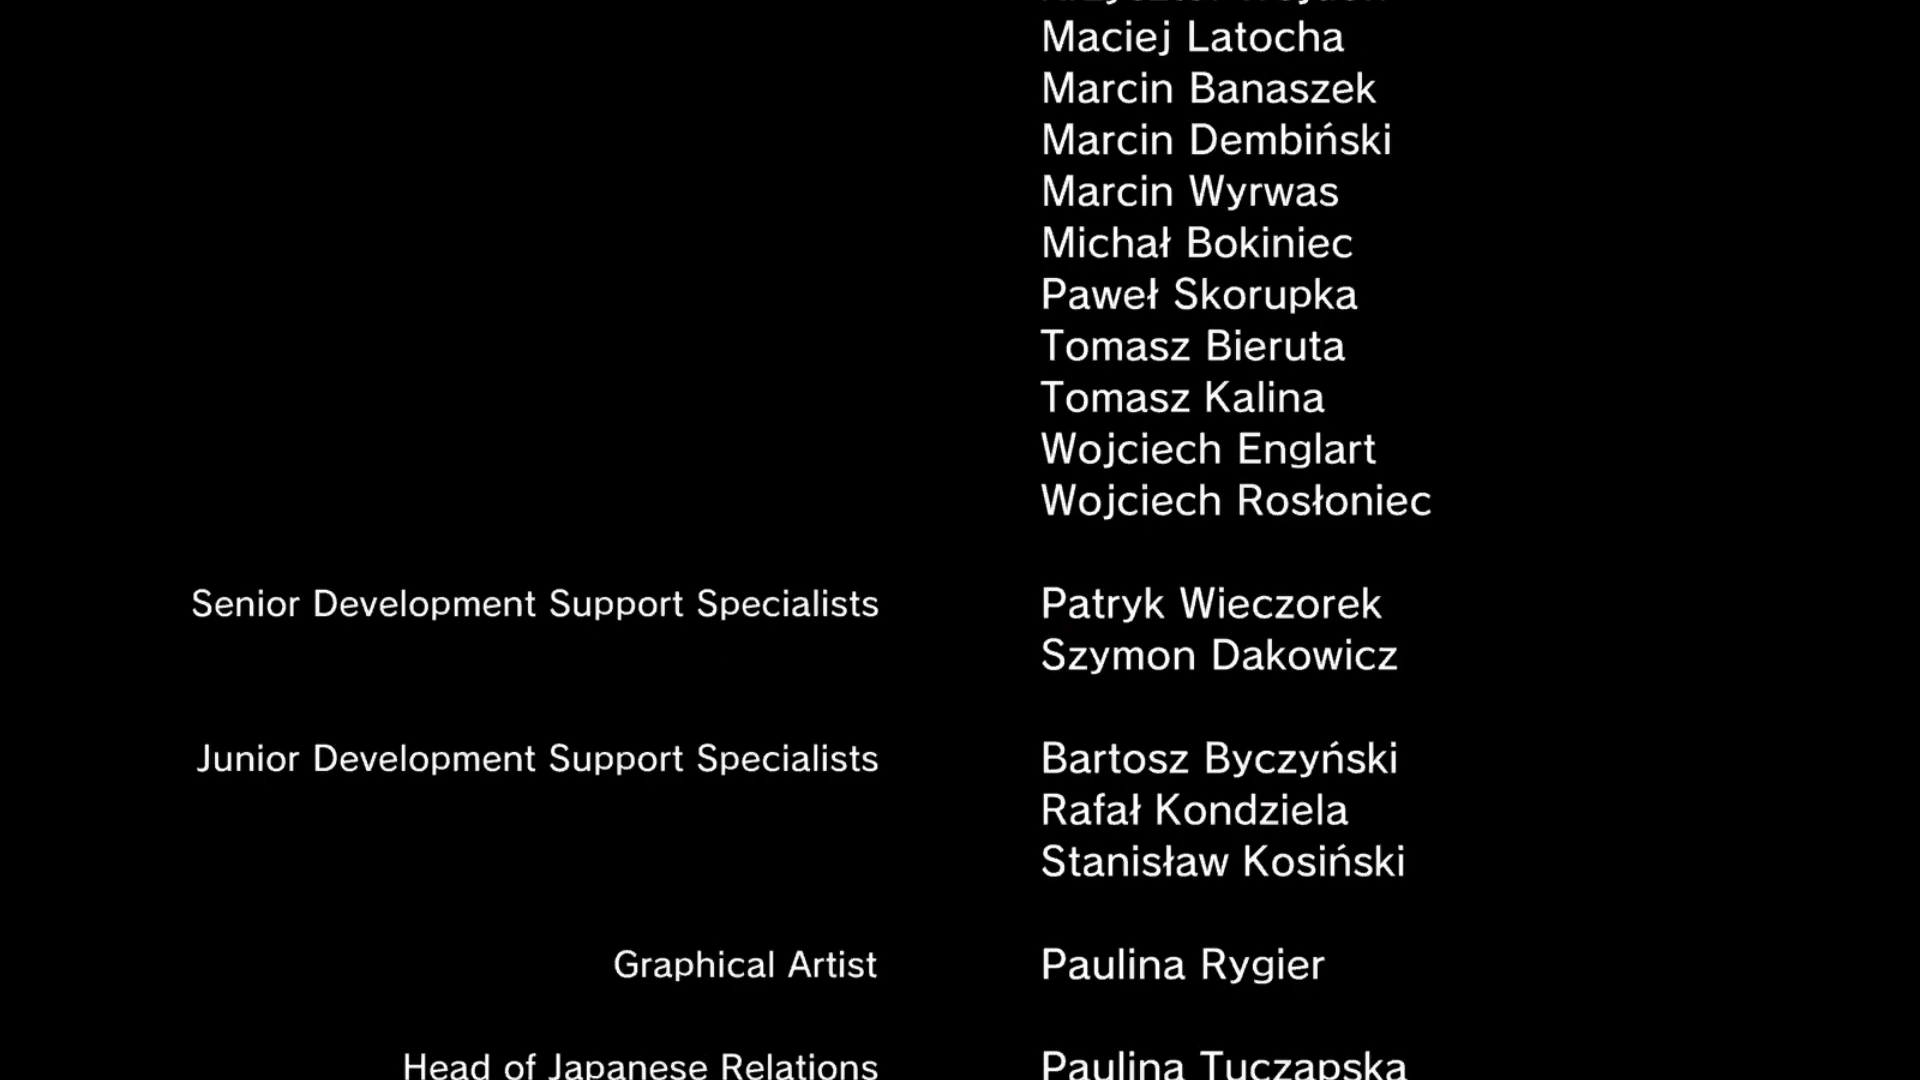 Maciej Latocha
Marcin Banaszek
Marcin Dembiński
Marcin Wyrwas
Michał Bokiniec
Paweł Skorupka
Tomasz Bieruta
Tomasz Kalina
Wojciech Englart
Wojciech Rosłoniec
Senior Development Support Specialists Patryk Wieczorek
Szymon Dakowicz
Junior Development Support Specialists Bartosz Byczyński
Rafał Kondziela
Stanisław Kosiński
Graphical Artist Paulina Rygier
Head of Japanese Relations Paulina Tuczapska